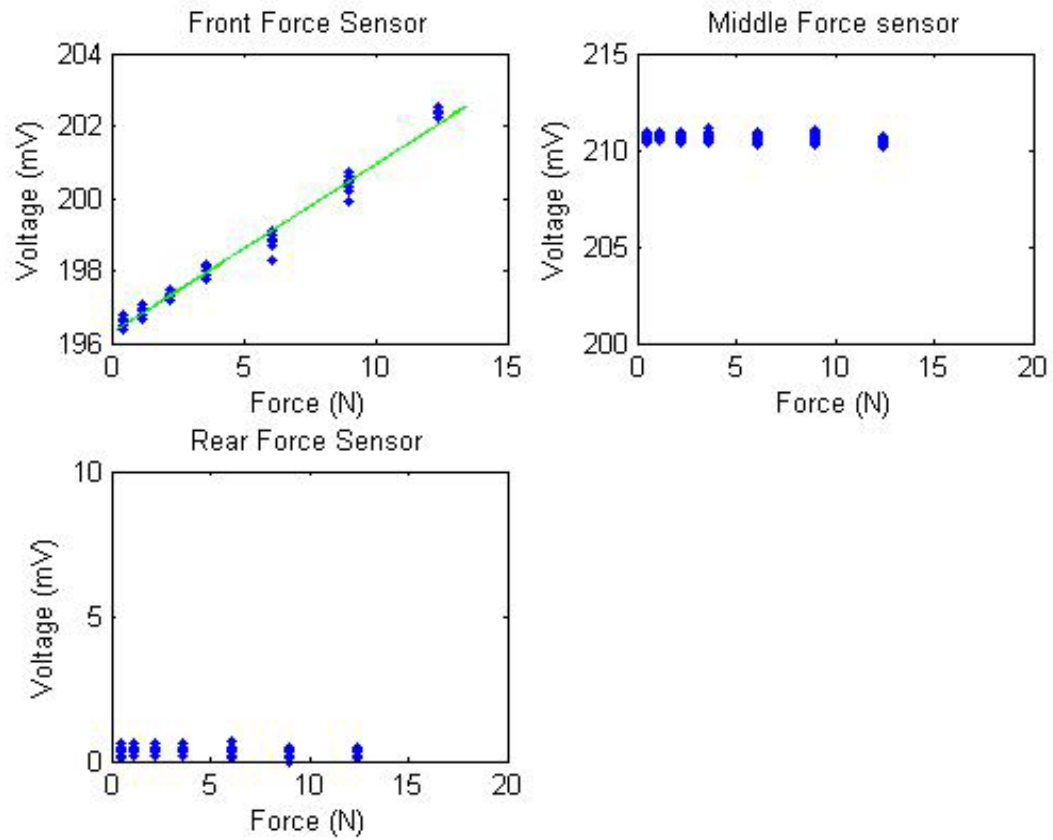 Front Force Sensor
204
202
200
198
196
Voltage (mV)
0 5 10 15
Force (N)
Middle Force sensor
215
210
205
200
Voltage (mV)
0 5 10 15 20
Force (N)
Rear Force Sensor
10
5
0
Voltage (mV)
0 5 10 15 20
Force (N)